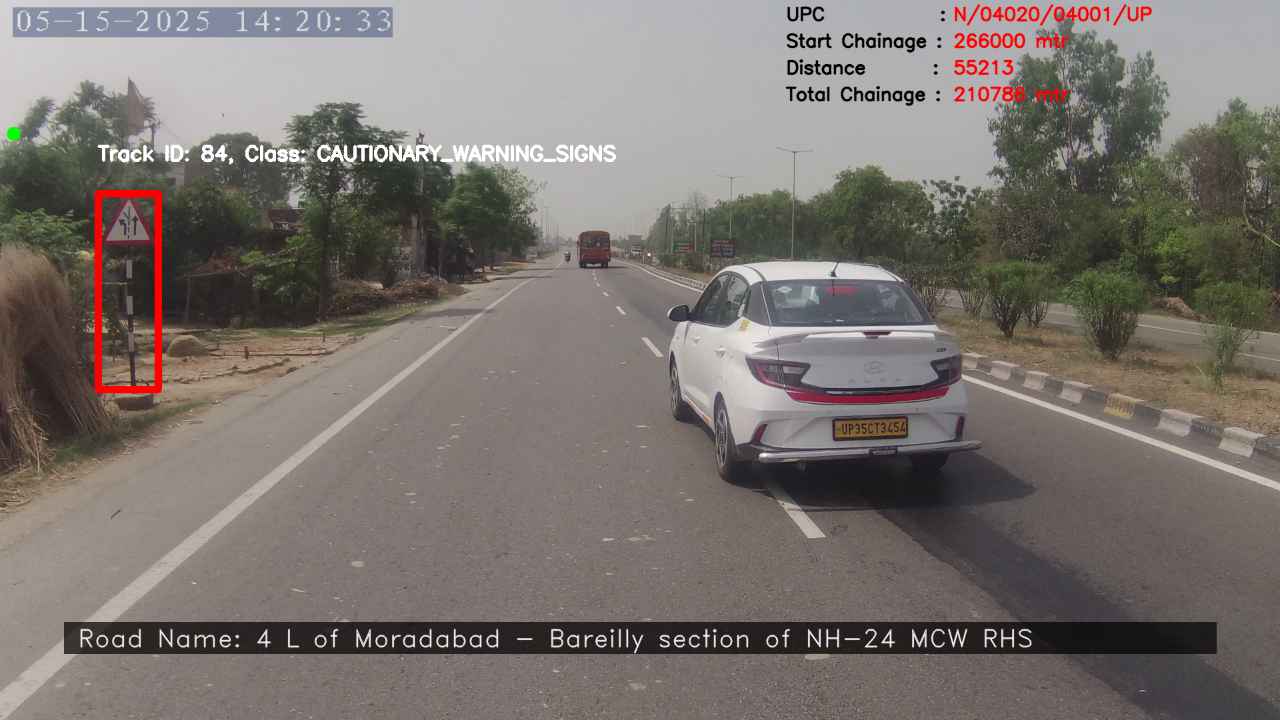 05-15-2025 14:20:33
UPC : N/04020/04001/UP
Start Chainage : 266000 mtr
Distance : 55213
Total Chainage : 210786 mtr
Track ID: 84, Class: CAUTIONARY_WARNING_SIGNS
UP35CT3454
Road Name: 4 L of Moradabad - Bareilly section of NH-24 MCW RHS